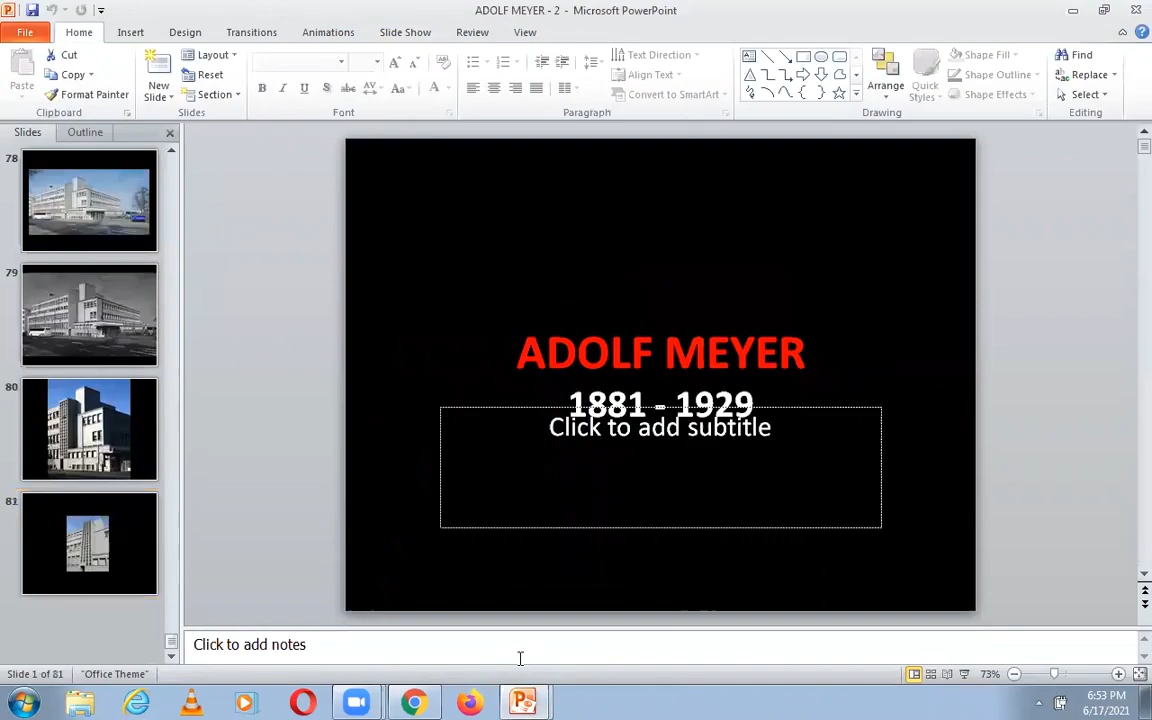 ADOLF MEYER - 2 - Microsoft PowerPoint
File
Home
Insert
Design
Transitions
Animations
Slide Show
Review
View
Paste
Cut
Copy
Format Painter
Clipboard
New
Slide
Layout
Reset
Section
Slides
Font
Text Direction
Align Text
Convert to SmartArt
Paragraph
Arrange
Quick
Styles
Shape Fill
Shape Outline
Shape Effects
Drawing
Find
Replace
Select
Editing
Slides
Outline
78
79
80
81
ADOLF MEYER
1881 - 1929
Click to add subtitle
Click to add notes
Slide 1 of 81
"Office Theme"
73%
6:53 PM
6/17/2021